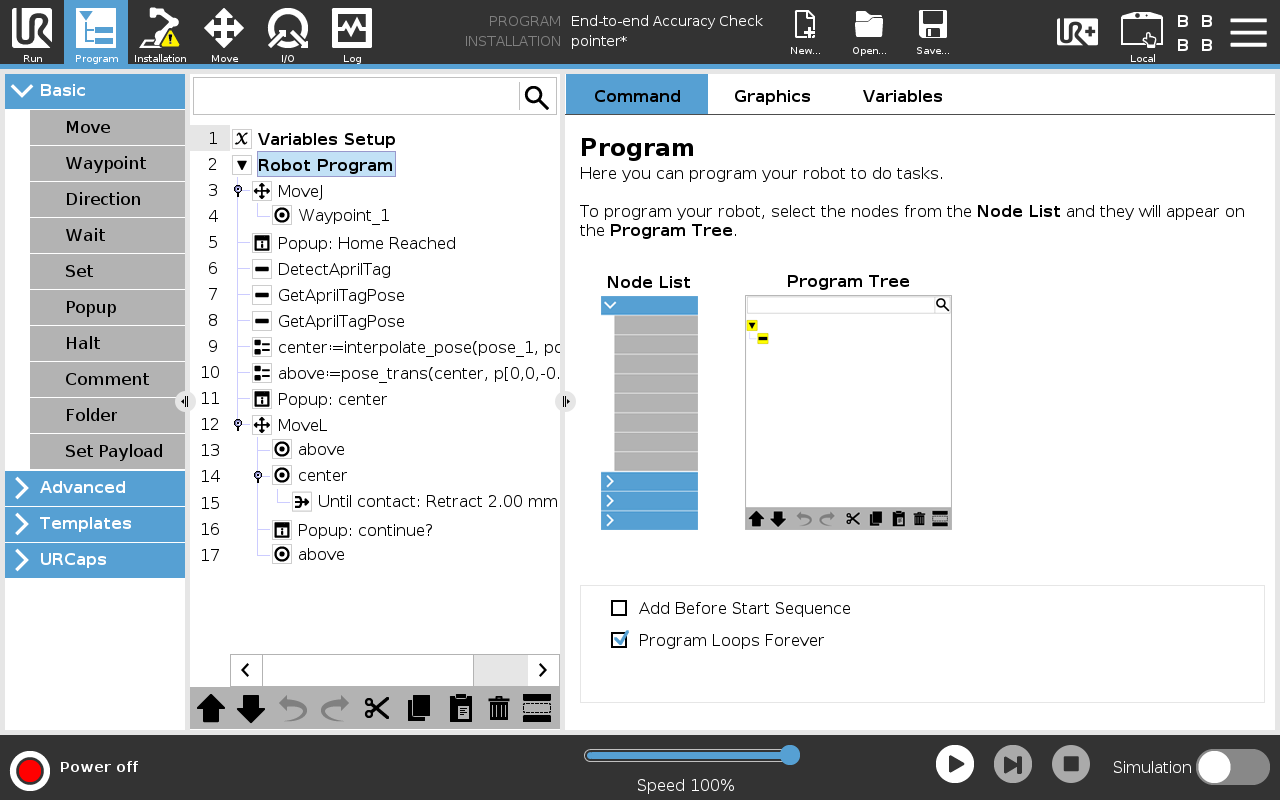 PROGRAM End-to-end Accuracy Check
INSTALLATION pointer*
Run
Program
Installation
Move
I/O
Log
New...
Open...
Save...
UR+
Local
B B
B B
Basic
Move
Waypoint
Direction
Wait
Set
Popup
Halt
Comment
Folder
Set Payload
Advanced
Templates
URCaps
1 X Variables Setup
2 Robot Program
3 MoveJ
4 Waypoint_1
5 Popup: Home Reached
6 DetectAprilTag
7 GetAprilTagPose
8 GetAprilTagPose
9 center:=interpolate_pose(pose_1, po
10 above:=pose_trans(center, p[0,0,-0.
11 Popup: center
12 MoveL
13 above
14 center
15 Until contact: Retract 2.00 mm
16 Popup: continue?
17 above
Command
Graphics
Variables
Program
Here you can program your robot to do tasks.
To program your robot, select the nodes from the Node List and they will appear on
the Program Tree.
Node List
Program Tree
Add Before Start Sequence
Program Loops Forever
Power off
Speed 100%
Simulation